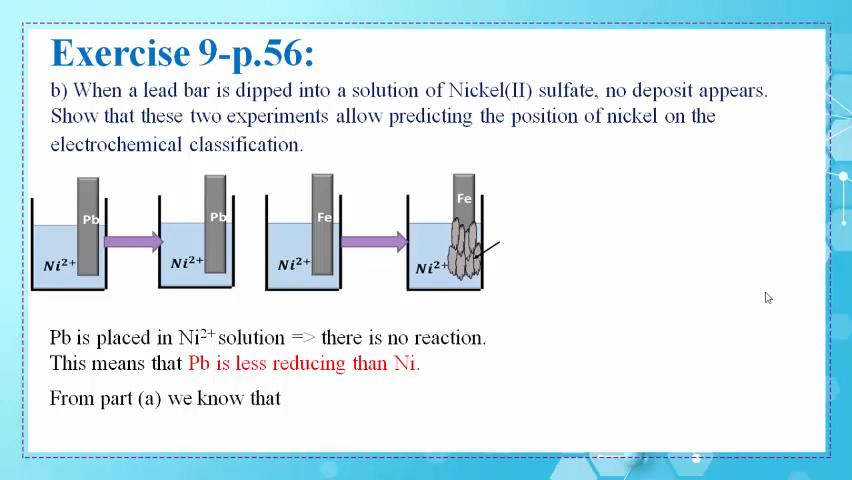 Exercise 9-p.56:
b) When a lead bar is dipped into a solution of Nickel(II) sulfate, no deposit appears.
Show that these two experiments allow predicting the position of nickel on the
electrochemical classification.
Pb Pb Fe Fe
Ni²⁺ Ni²⁺ Ni²⁺ Ni²⁺
Pb is placed in Ni²⁺ solution => there is no reaction.
This means that Pb is less reducing than Ni.
From part (a) we know that